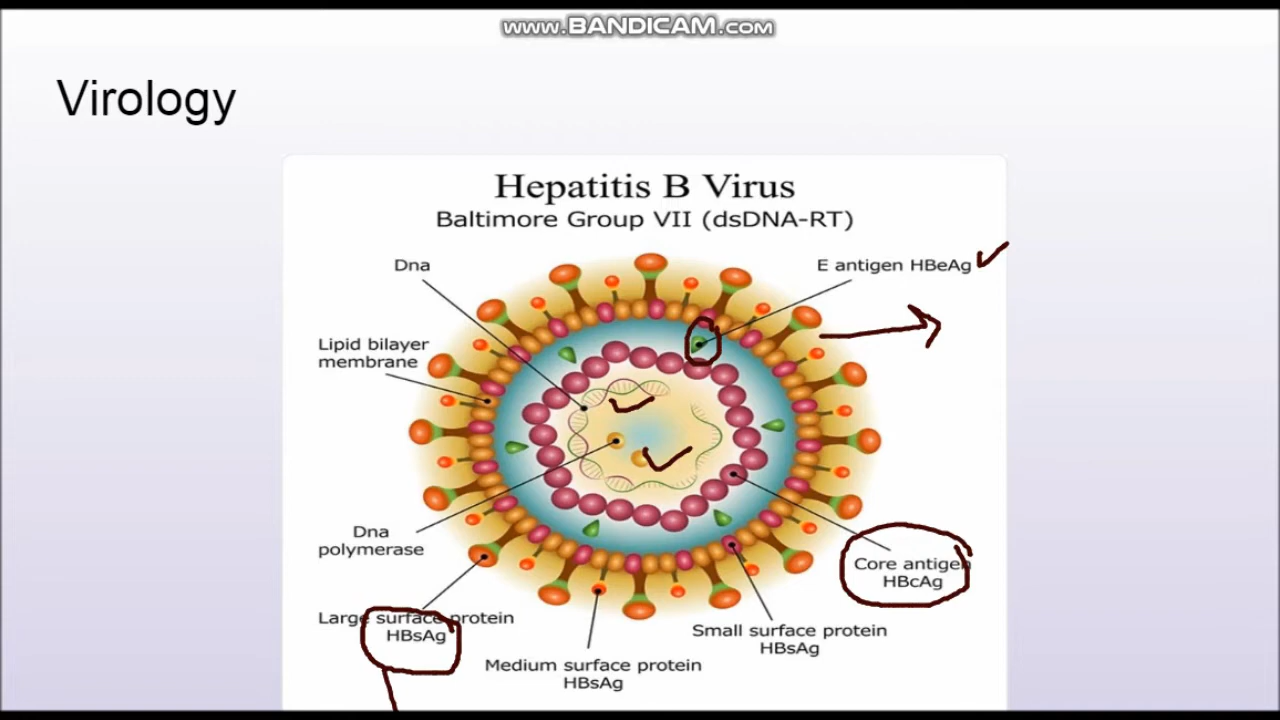 www.BANDICAM.com
Virology
Hepatitis B Virus
Baltimore Group VII (dsDNA-RT)
Dna
E antigen HBeAg
Lipid bilayer
membrane
Dna
polymerase
Core antigen
HBcAg
Large surface protein
HBsAg
Small surface protein
HBsAg
Medium surface protein
HBsAg